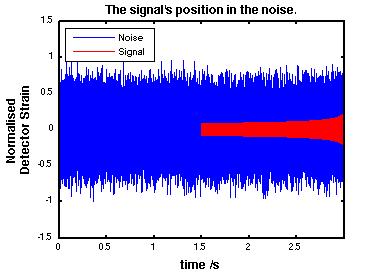 The signal's position in the noise.
1.5
Noise
Signal
1
0.5
0
-0.5
-1
-1.5
Normalised
Detector Strain
0 0.5 1 1.5 2 2.5
time /s